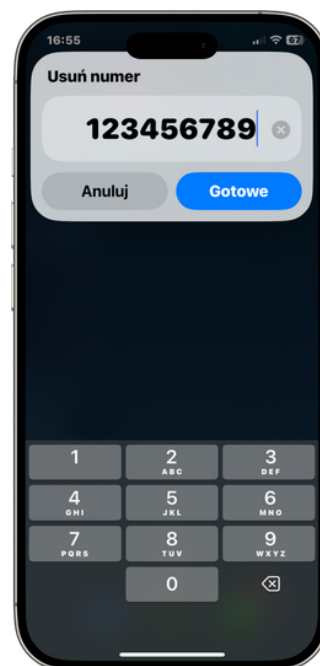 16:55
67
Usuń numer
123456789
Anuluj
Gotowe
1
2
ABC
3
DEF
4
GHI
5
JKL
6
MNO
7
PQRS
8
TUV
9
WXYZ
0